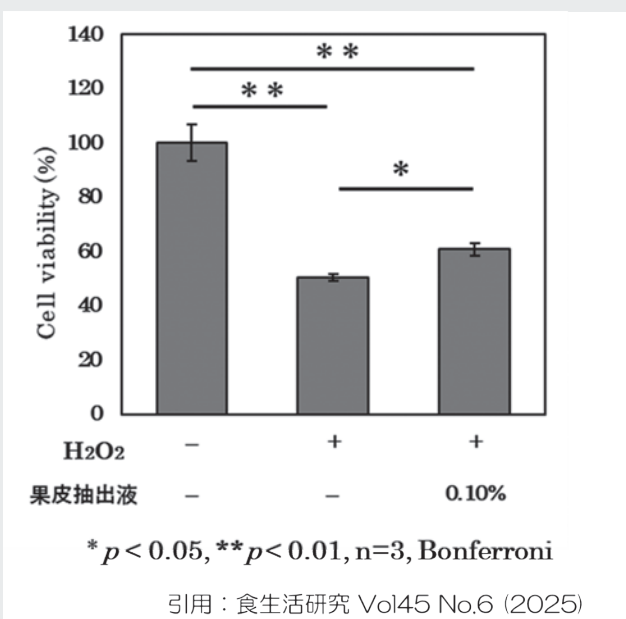 140
120
100
80
60
40
20
0
Cell viability(%)
**
**
*
H2O2 − + +
果皮抽出液 − − 0.10%
*p<0.05, **p<0.01, n=3, Bonferroni
引用：食生活研究 Vol45 No.6 (2025)